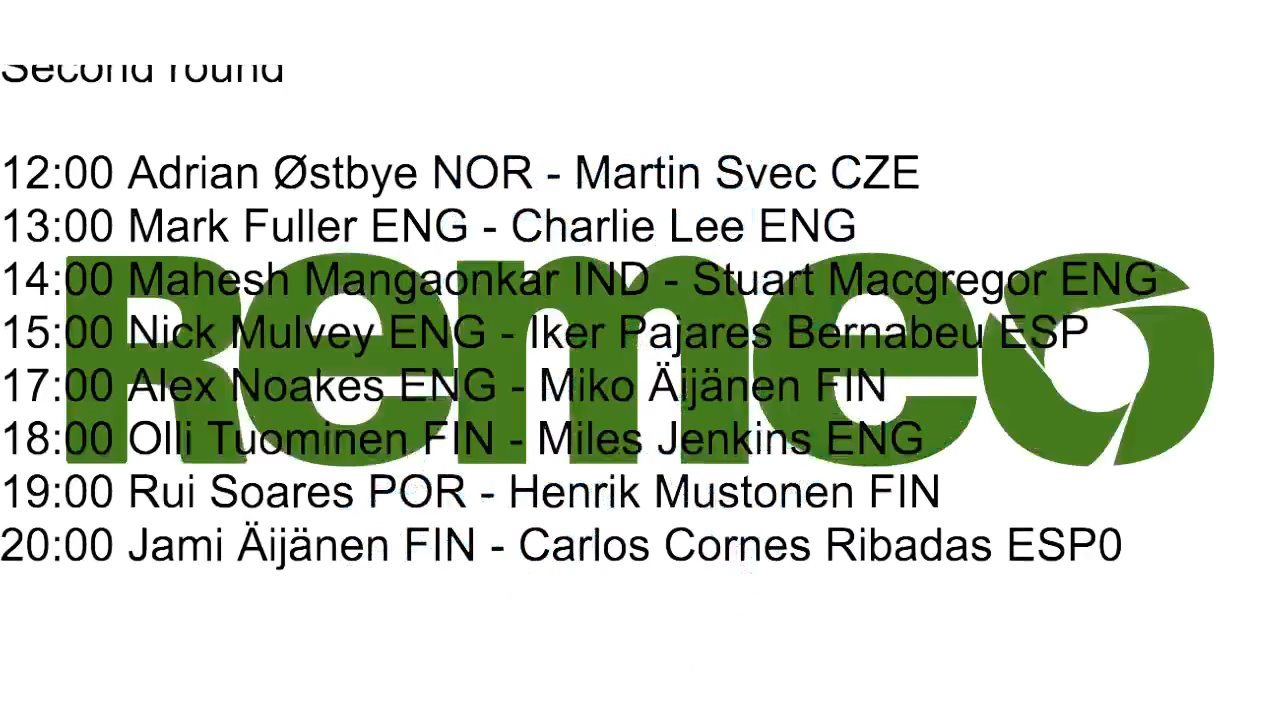 Second round
12:00 Adrian Østbye NOR - Martin Svec CZE
13:00 Mark Fuller ENG - Charlie Lee ENG
14:00 Mahesh Mangaonkar IND - Stuart Macgregor ENG
15:00 Nick Mulvey ENG - Iker Pajares Bernabeu ESP
17:00 Alex Noakes ENG - Miko Äijänen FIN
18:00 Olli Tuominen FIN - Miles Jenkins ENG
19:00 Rui Soares POR - Henrik Mustonen FIN
20:00 Jami Äijänen FIN - Carlos Cornes Ribadas ESP0
Remeo